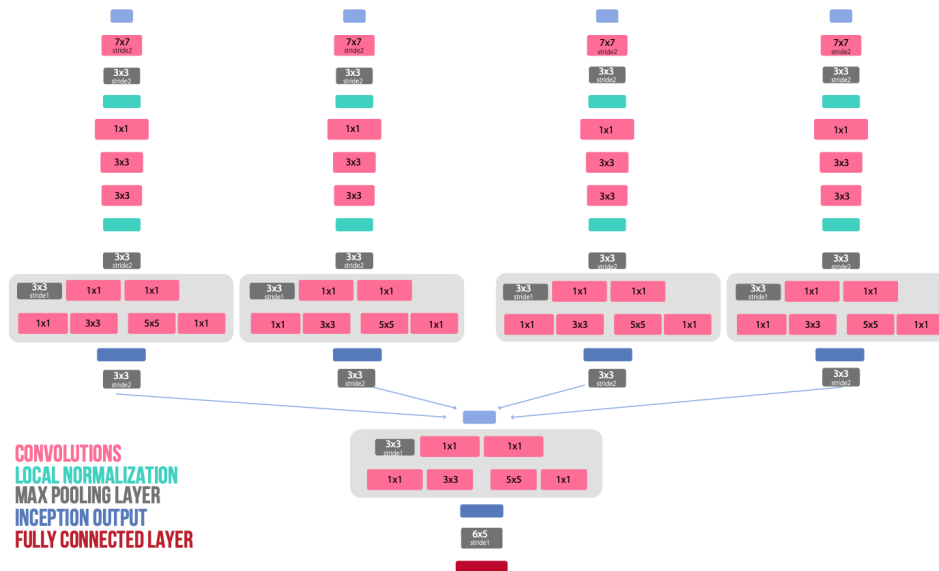 7x7 7x7 7x7 7x7
stride2 stride2 stride2 stride2
3x3 3x3 3x3 3x3
stride2 stride2 stride2 stride2
1x1 1x1 1x1 1x1
3x3 3x3 3x3 3x3
3x3 3x3 3x3 3x3
3x3 3x3 3x3 3x3
stride2 stride2 stride2 stride2
3x3 1x1 1x1 3x3 1x1 1x1 3x3 1x1 1x1 3x3 1x1 1x1
stride1 stride1 stride1 stride1
1x1 3x3 5x5 1x1 1x1 3x3 5x5 1x1 1x1 3x3 5x5 1x1 1x1 3x3 5x5 1x1
3x3 3x3 3x3 3x3
stride2 stride2 stride2 stride2
3x3 1x1 1x1
stride1
1x1 3x3 5x5 1x1
6x5
stride1
CONVOLUTIONS
LOCAL NORMALIZATION
MAX POOLING LAYER
INCEPTION OUTPUT
FULLY CONNECTED LAYER